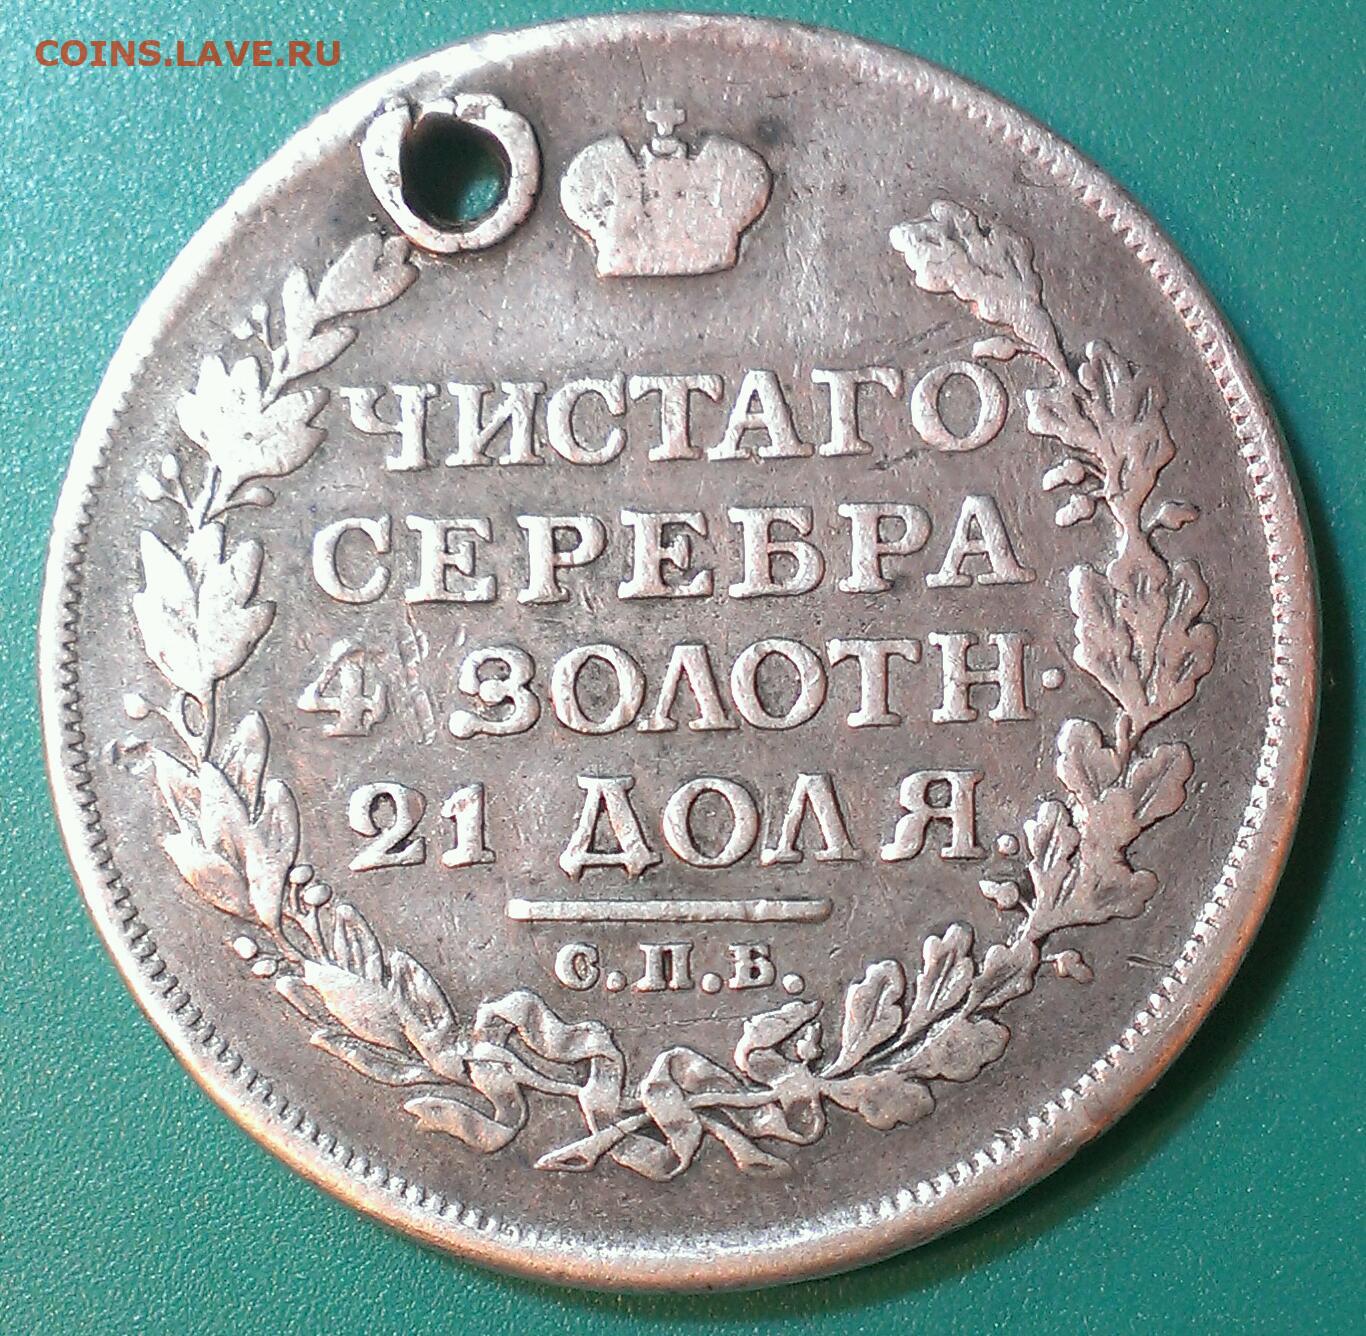 COINS.LAVE.RU
ЧИСТАГО
СЕРЕБРА
4 ЗОЛОТН·
21 ДОЛЯ.
С.П.Б.